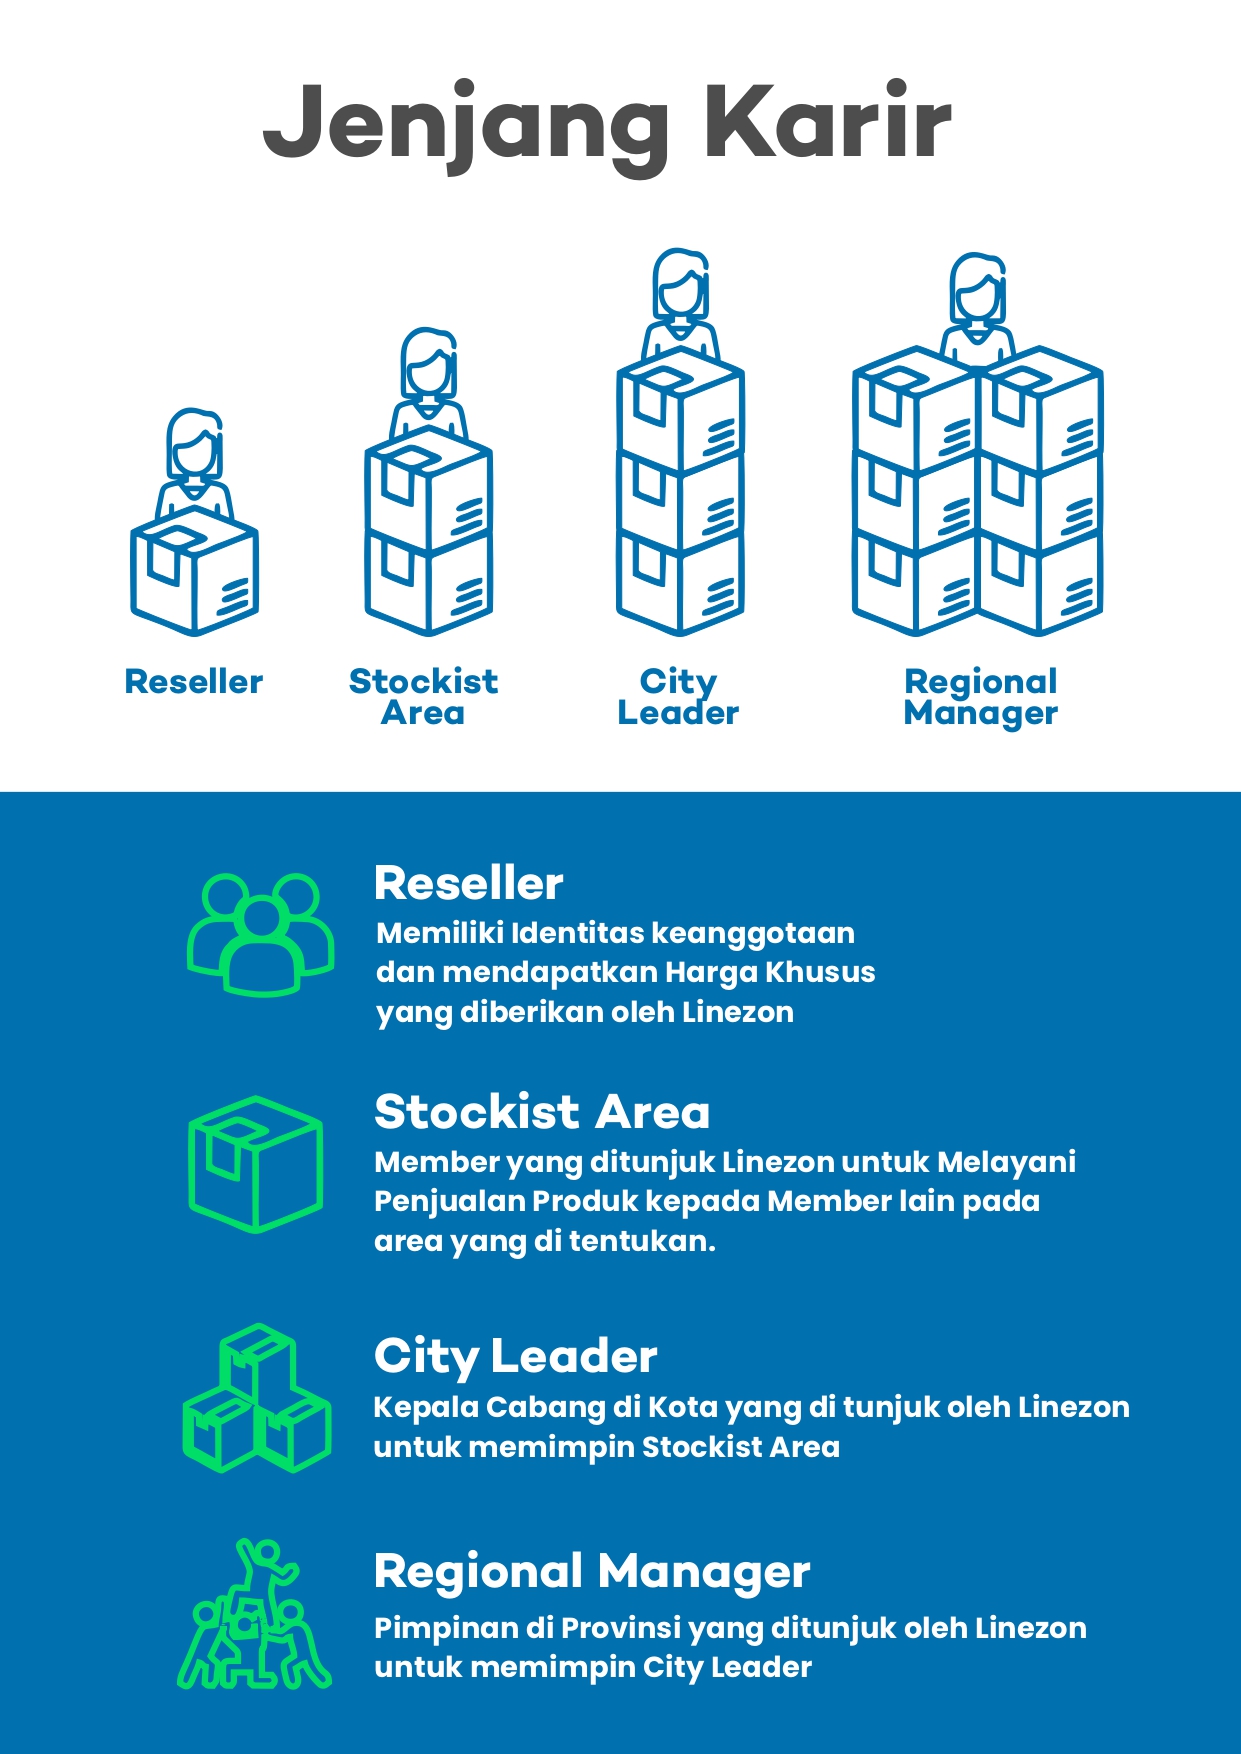 Jenjang Karir
Reseller
Stockist
Area
City
Leader
Regional
Manager
Reseller
Memiliki Identitas keanggotaan
dan mendapatkan Harga Khusus
yang diberikan oleh Linezon
Stockist Area
Member yang ditunjuk Linezon untuk Melayani
Penjualan Produk kepada Member lain pada
area yang di tentukan.
City Leader
Kepala Cabang di Kota yang di tunjuk oleh Linezon
untuk memimpin Stockist Area
Regional Manager
Pimpinan di Provinsi yang ditunjuk oleh Linezon
untuk memimpin City Leader